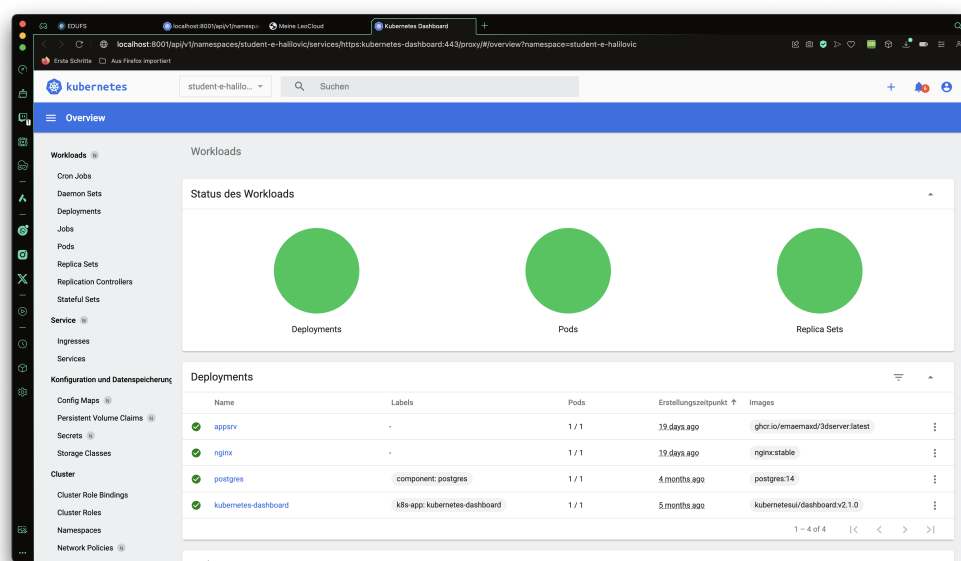 EDUFS
localhost:8001/api/v1/namespa
Meine LeoCloud
Kubernetes Dashboard
localhost:8001/api/v1/namespaces/student-e-halilovic/services/https:kubernetes-dashboard:443/proxy/#/overview?namespace=student-e-halilovic
Erste Schritte
Aus Firefox importiert
kubernetes
student-e-halilo...
Suchen
6
Overview
Workloads N
Cron Jobs
Daemon Sets
Deployments
Jobs
Pods
Replica Sets
Replication Controllers
Stateful Sets
Service N
Ingresses
Services
Konfiguration und Datenspeicherung
Config Maps N
Persistent Volume Claims N
Secrets N
Storage Classes
Cluster
Cluster Role Bindings
Cluster Roles
Namespaces
Network Policies N
Workloads
Status des Workloads
Deployments
Pods
Replica Sets
Deployments
Name Labels Pods Erstellungszeitpunkt ↑ Images
appsrv - 1 / 1 19 days ago ghcr.io/emaemaxd/3dserver:latest
nginx - 1 / 1 19 days ago nginx:stable
postgres component: postgres 1 / 1 4 months ago postgres:14
kubernetes-dashboard k8s-app: kubernetes-dashboard 1 / 1 5 months ago kubernetesui/dashboard:v2.1.0
1 – 4 of 4